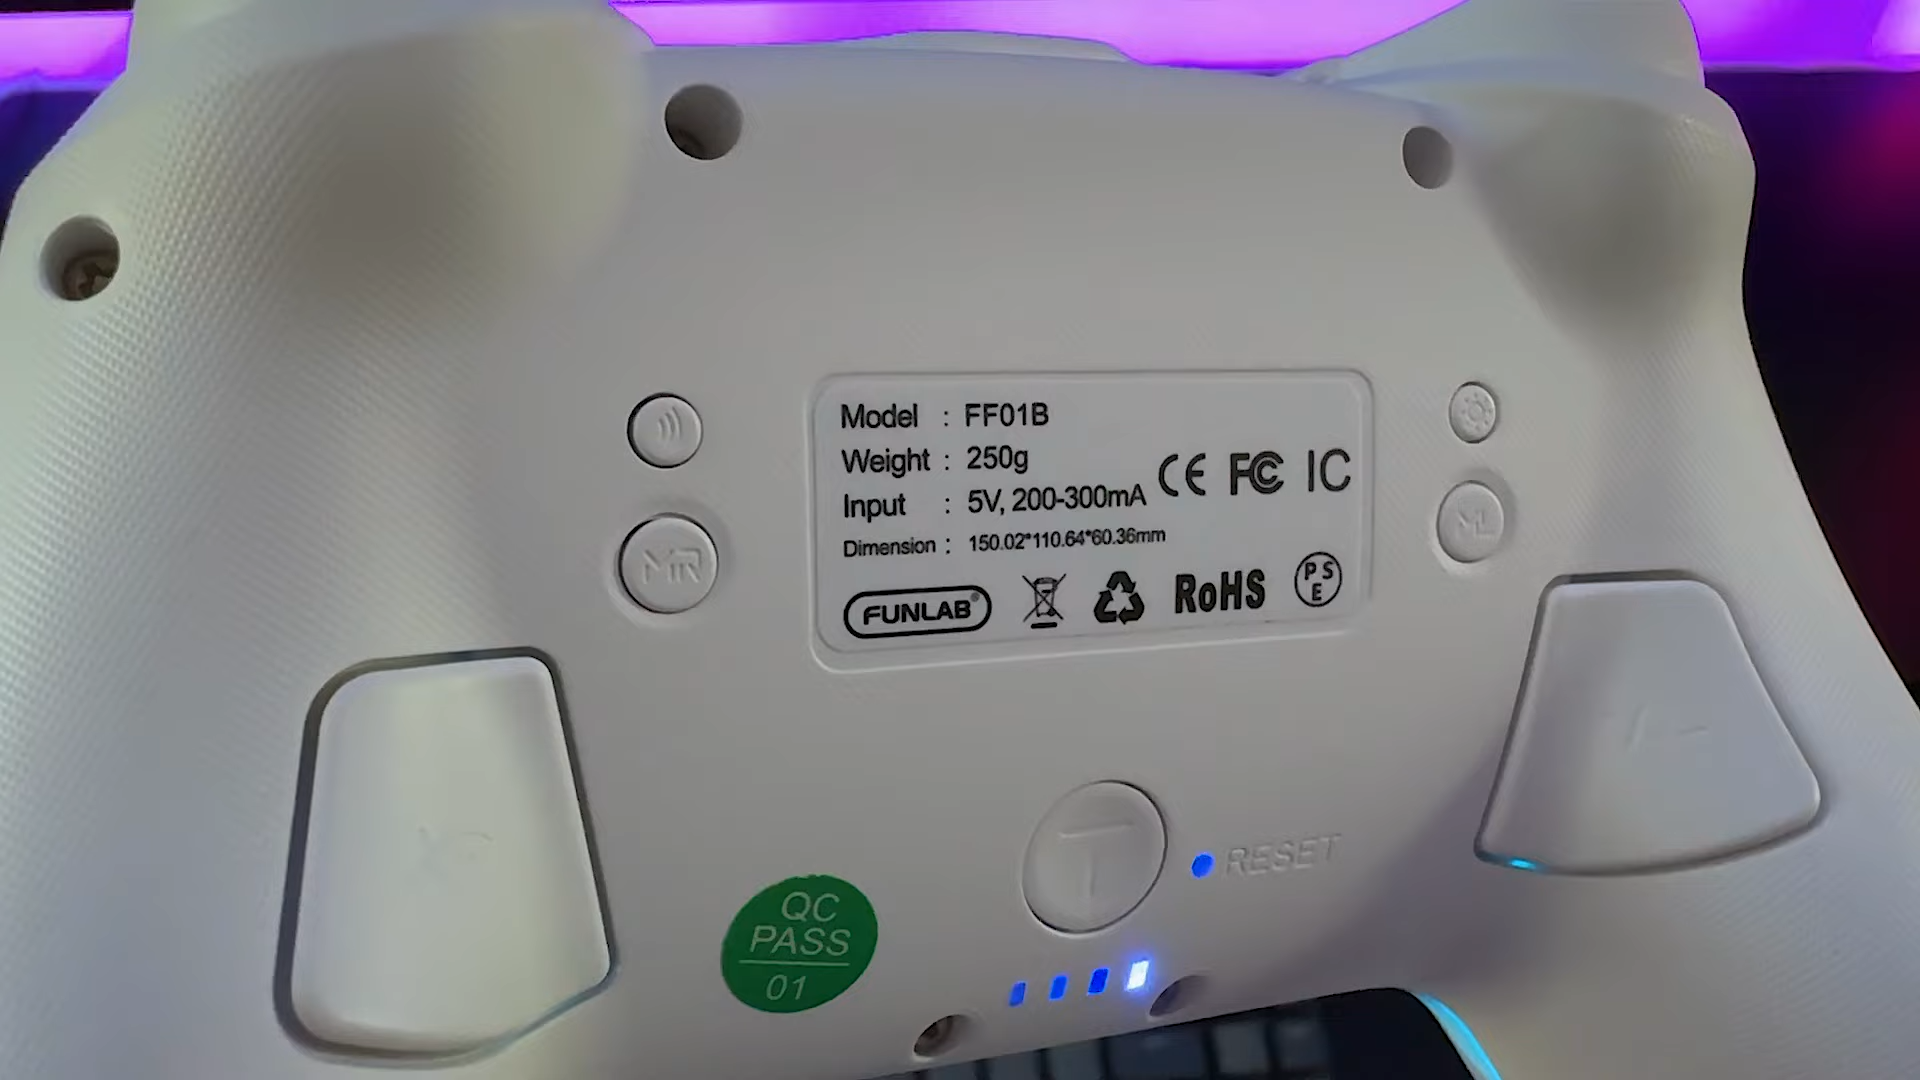 Model : FF01B
Weight : 250g
Input : 5V, 200-300mA
Dimension : 150.02*110.64*60.36mm
CE FC IC
FUNLAB®
RoHS
PS
E
MR
ML
T
RESET
QC
PASS
01